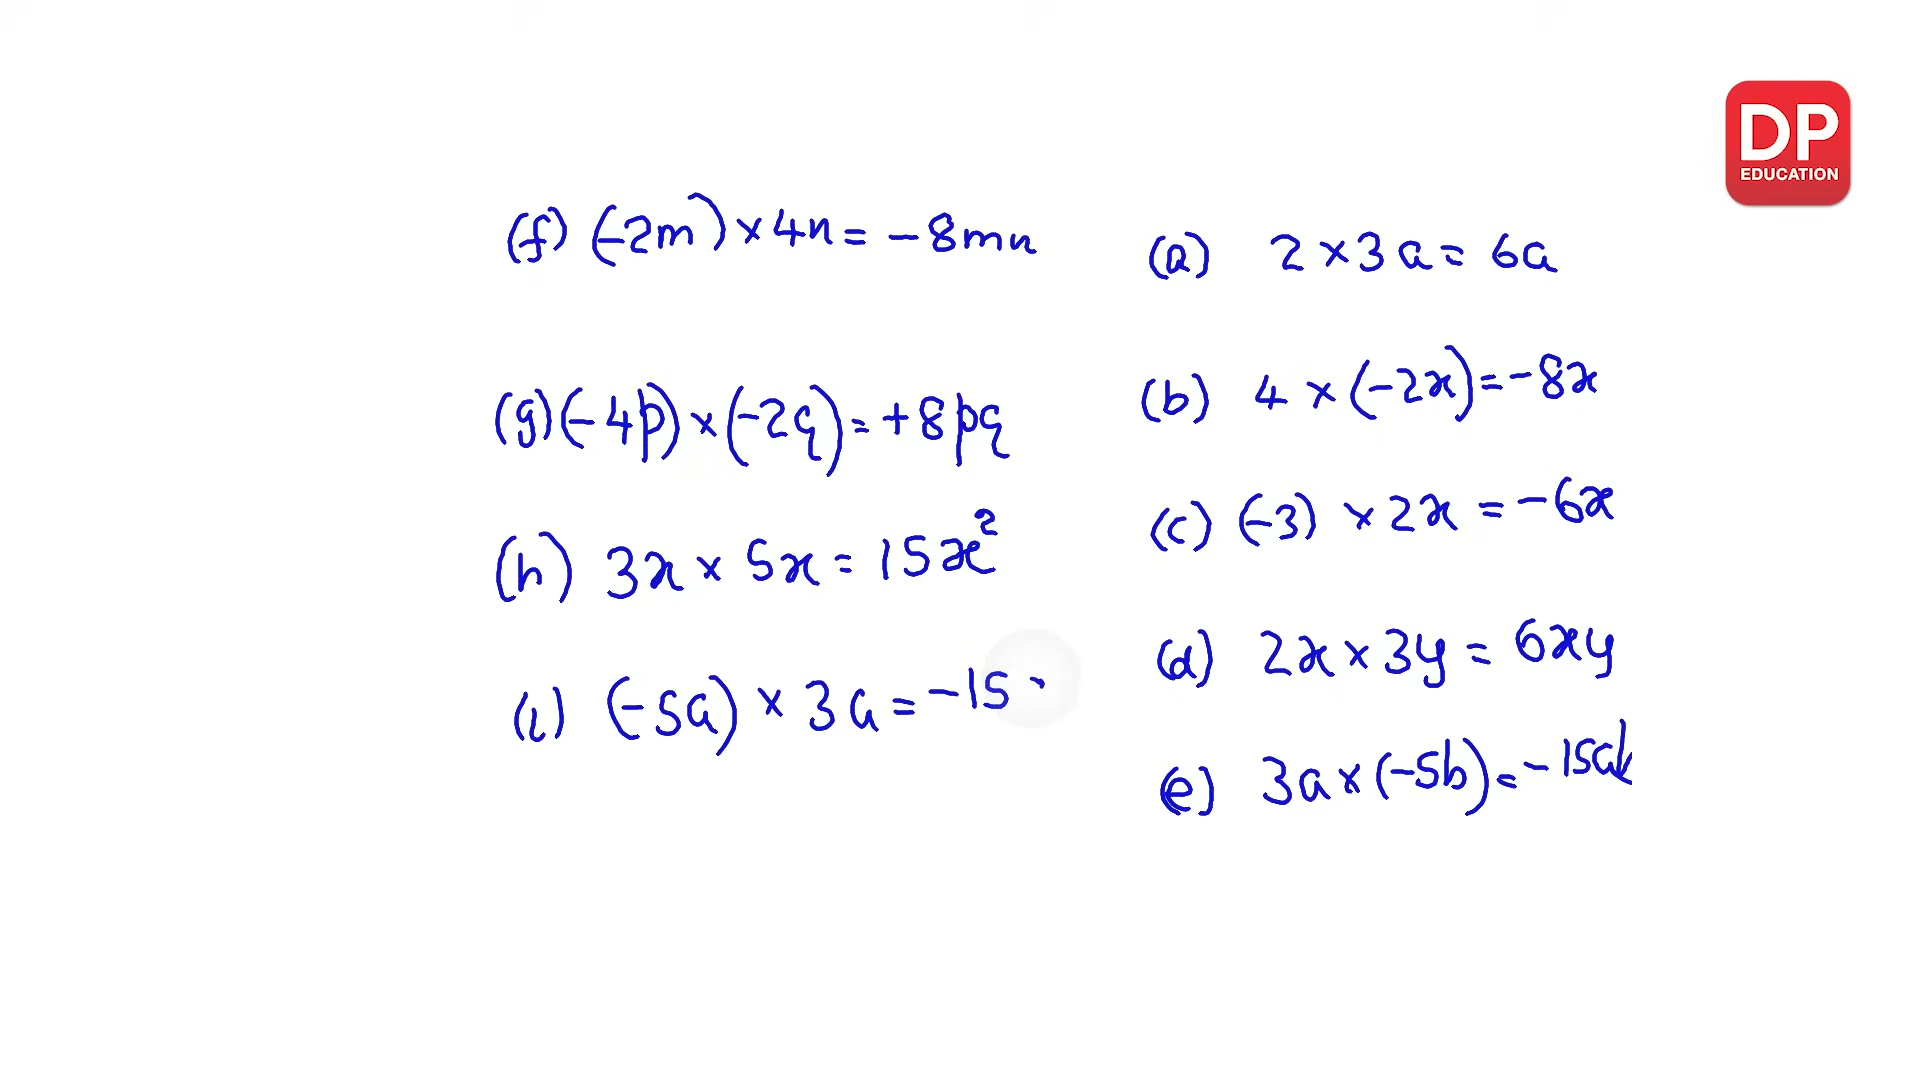 DP
EDUCATION
(f) (-2m) × 4n = -8mn
(g) (-4p) × (-2q) = +8pq
(h) 3x × 5x = 15x²
(i) (-5a) × 3a = -15
(a) 2 × 3a = 6a
(b) 4 × (-2x) = -8x
(c) (-3) × 2x = -6x
(d) 2x × 3y = 6xy
(e) 3a × (-5b) = -15ab